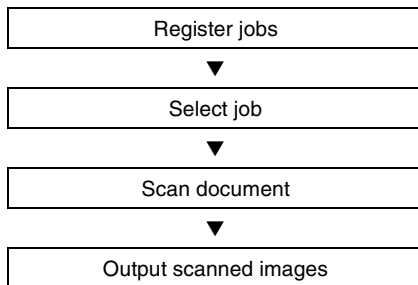 Register jobs
Select job
Scan document
Output scanned images